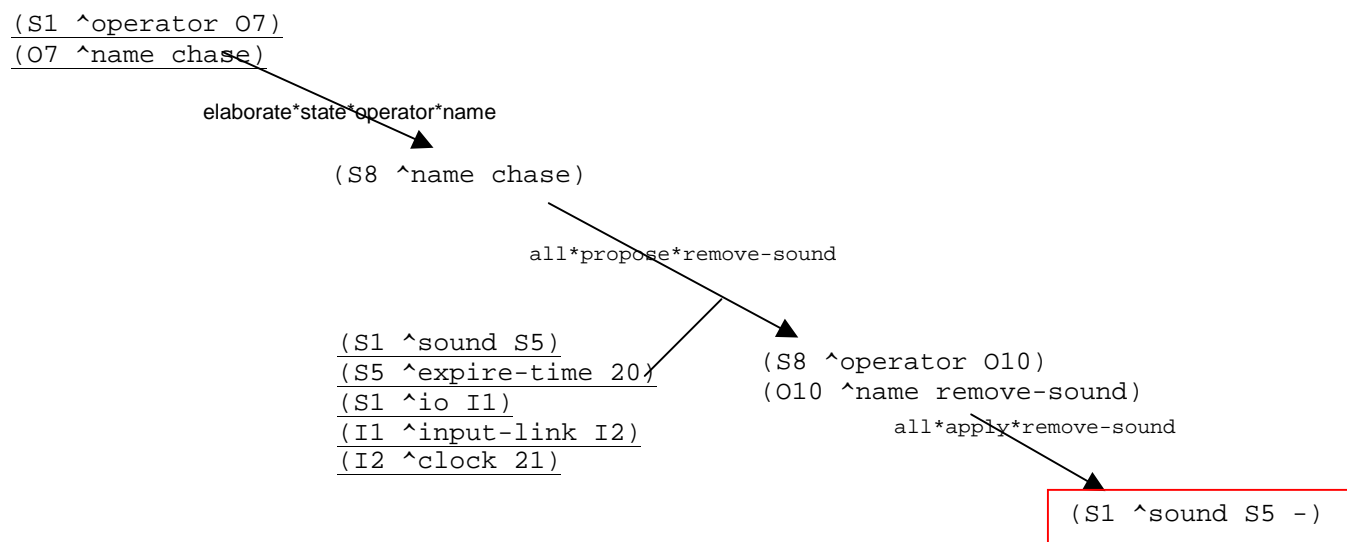 (S1 ^operator O7)
(O7 ^name chase)
elaborate*state*operator*name
(S8 ^name chase)
all*propose*remove-sound
(S1 ^sound S5)
(S5 ^expire-time 20)
(S1 ^io I1)
(I1 ^input-link I2)
(I2 ^clock 21)
(S8 ^operator O10)
(O10 ^name remove-sound)
all*apply*remove-sound
(S1 ^sound S5 -)